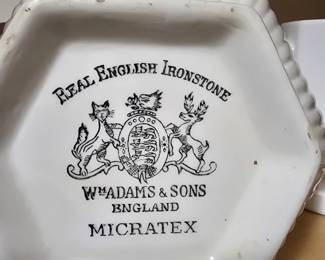 REAL ENGLISH IRONSTONE
Wm ADAMS & SONS
ENGLAND
MICRATEX